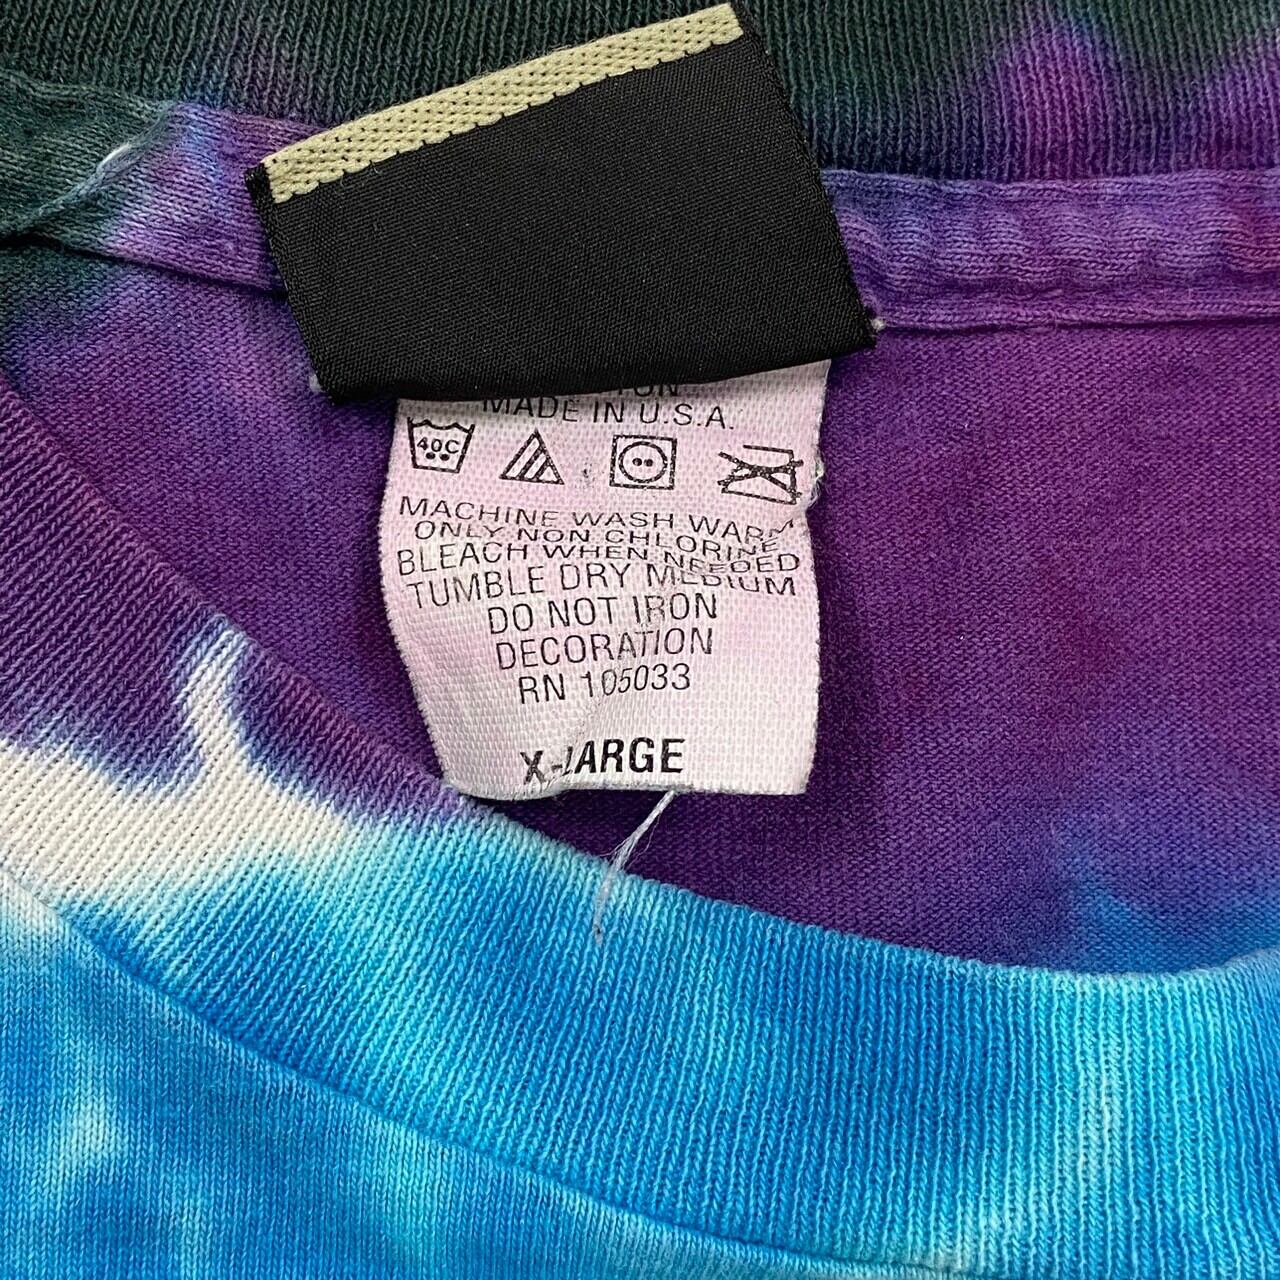 MADE IN U.S.A.
40C
MACHINE WASH WARM
ONLY NON CHLORINE
BLEACH WHEN NEEDED
TUMBLE DRY MEDIUM
DO NOT IRON
DECORATION
RN 105033
X-LARGE